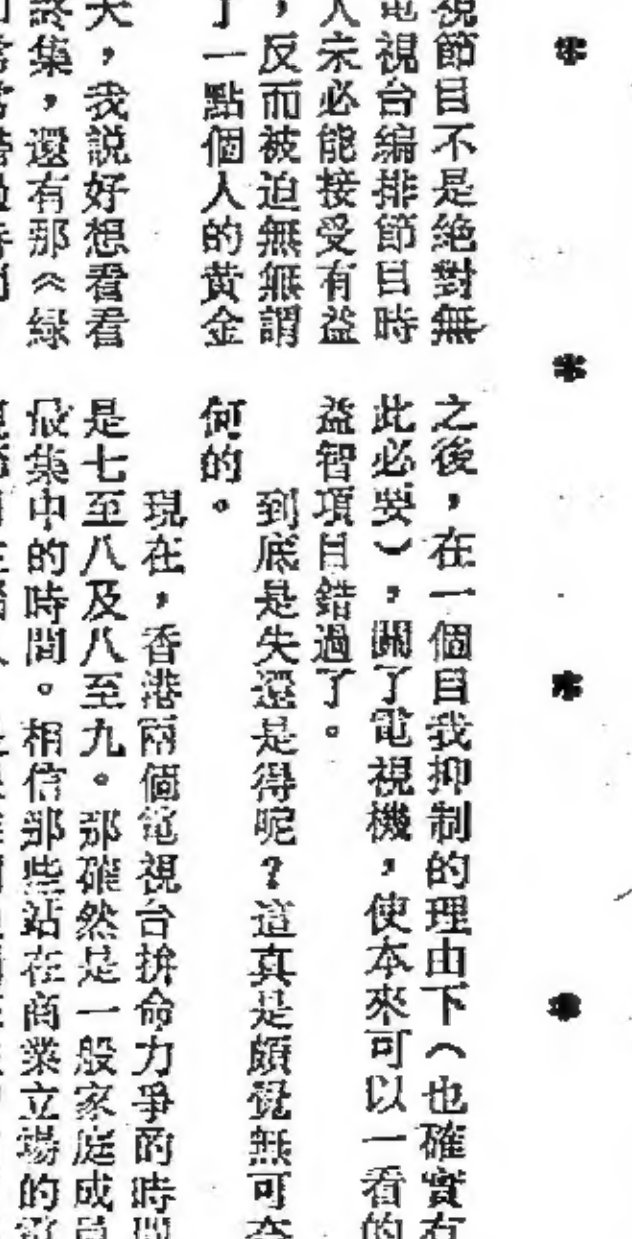 視節目不是絶對無
電視台編排節目時
人未必能接受有益
，反而被迫無無謂
了一點個人的黄金
天，我説好想看看
終集，還有那《綠
之後，在一個自我抑制的理由下（也確實有
此必要），關了電視機，使本來可以一看的
益智項目錯過了。
到底是失還是得呢？這真是頗覺無可奈
何的。
現在，香港兩個電視台拚命力爭的時間
是七至八及八至九。那確然是一般家庭成員
最集中的時間。相信那些站在商業立場的電